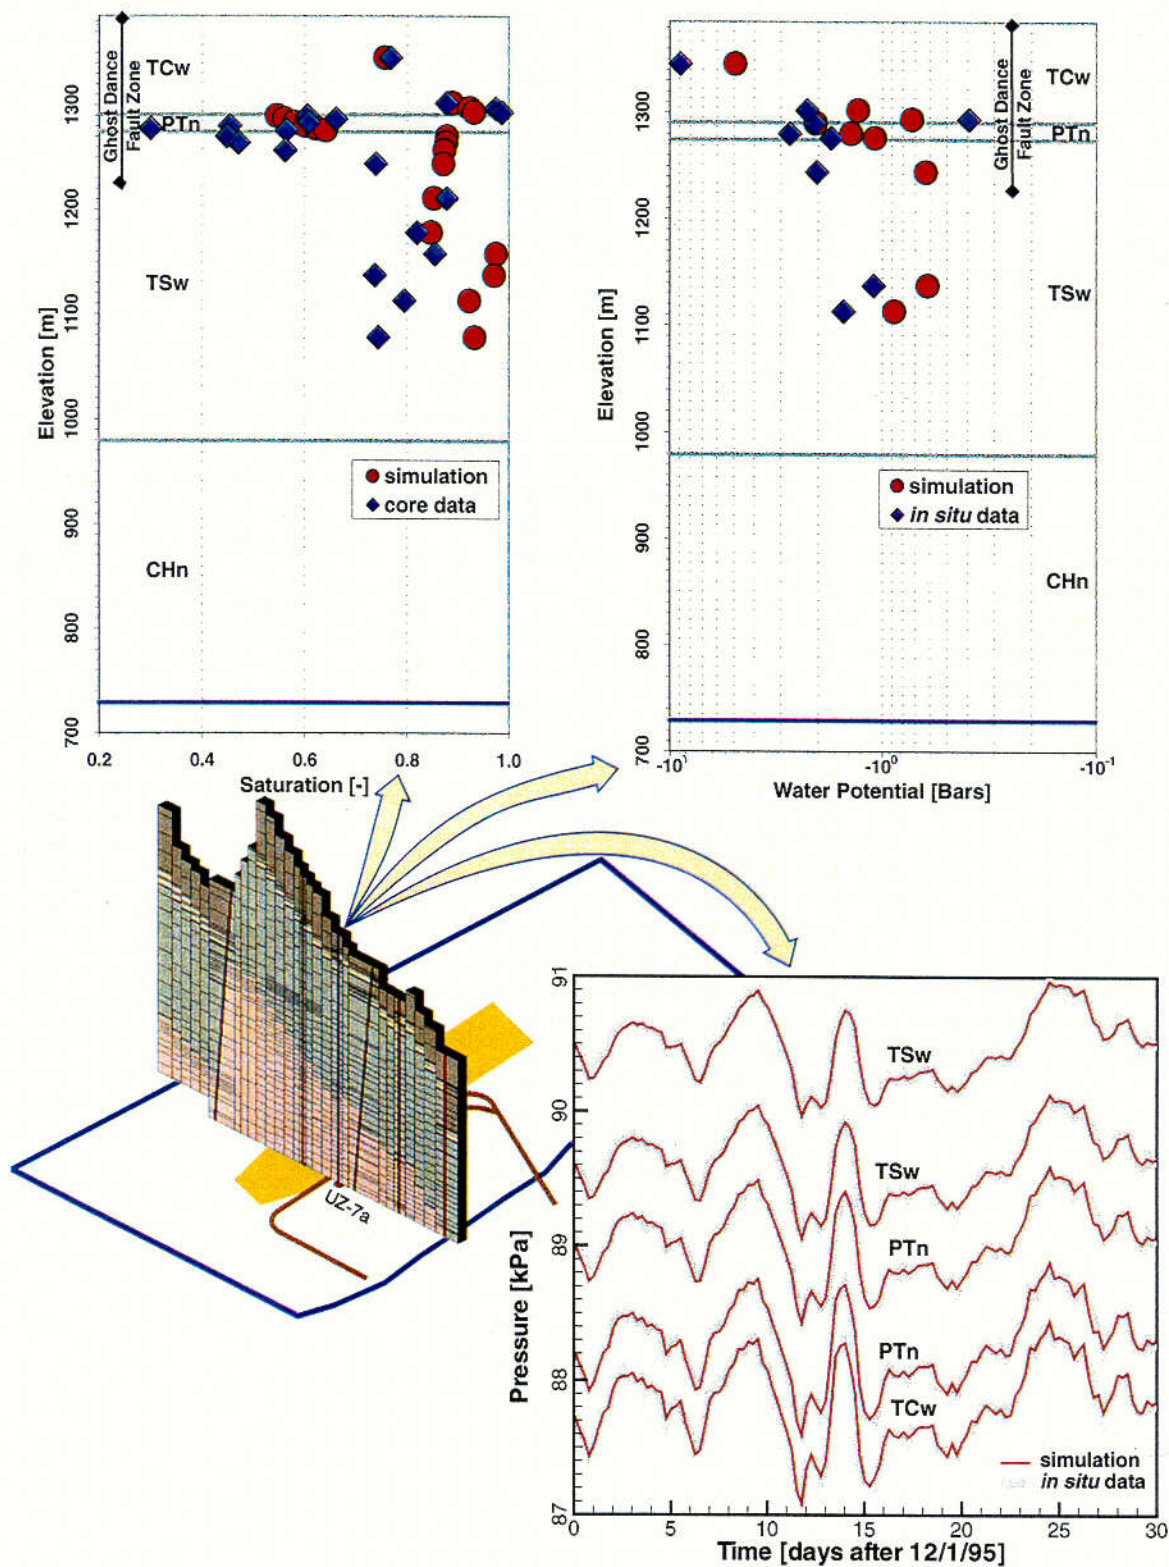 TCw
Ghost Dance
Fault Zone
PTn
TSw
CHn
Elevation [m]
1300
1200
1100
1000
900
800
700
simulation
core data
0.2
0.4
0.6
0.8
1.0
Saturation [-]
TCw
Ghost Dance
Fault Zone
PTn
TSw
CHn
Elevation [m]
1300
1200
1100
1000
900
800
700
simulation
in situ data
-10¹
-10⁰
-10⁻¹
Water Potential [Bars]
UZ-7a
Pressure [kPa]
91
90
89
88
87
TSw
TSw
PTn
PTn
TCw
simulation
in situ data
0
5
10
15
20
25
30
Time [days after 12/1/95]